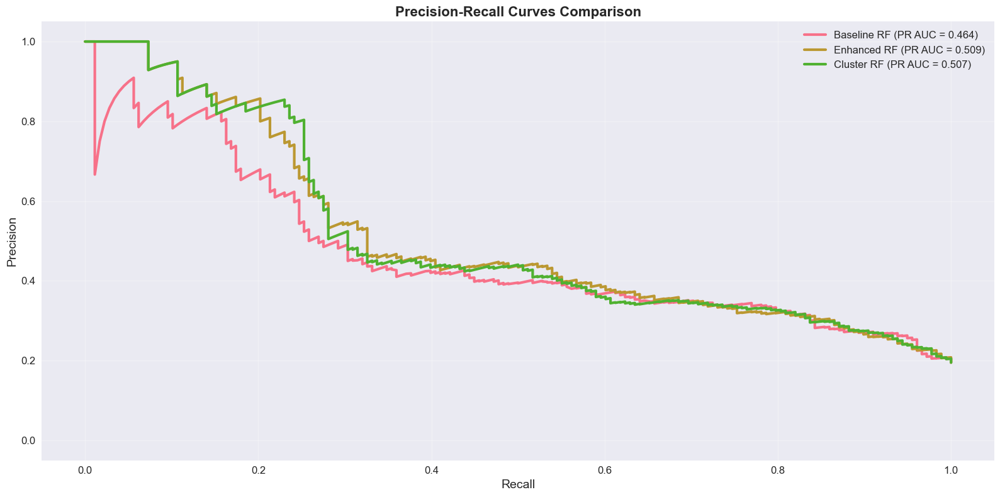 Precision-Recall Curves Comparison
Baseline RF (PR AUC = 0.464)
Enhanced RF (PR AUC = 0.509)
Cluster RF (PR AUC = 0.507)
1.0
0.8
0.6
0.4
0.2
0.0
Precision
0.0 0.2 0.4 0.6 0.8 1.0
Recall